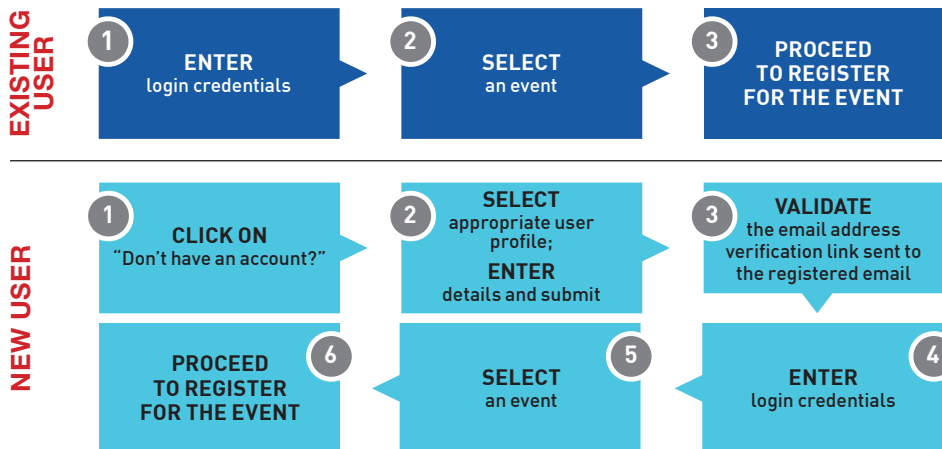 EXISTING
USER
1
ENTER
login credentials
2
SELECT
an event
3
PROCEED
TO REGISTER
FOR THE EVENT
NEW USER
1
CLICK ON
“Don’t have an account?”
2
SELECT
appropriate user
profile;
ENTER
details and submit
3
VALIDATE
the email address
verification link sent to
the registered email
4
ENTER
login credentials
5
SELECT
an event
6
PROCEED
TO REGISTER
FOR THE EVENT